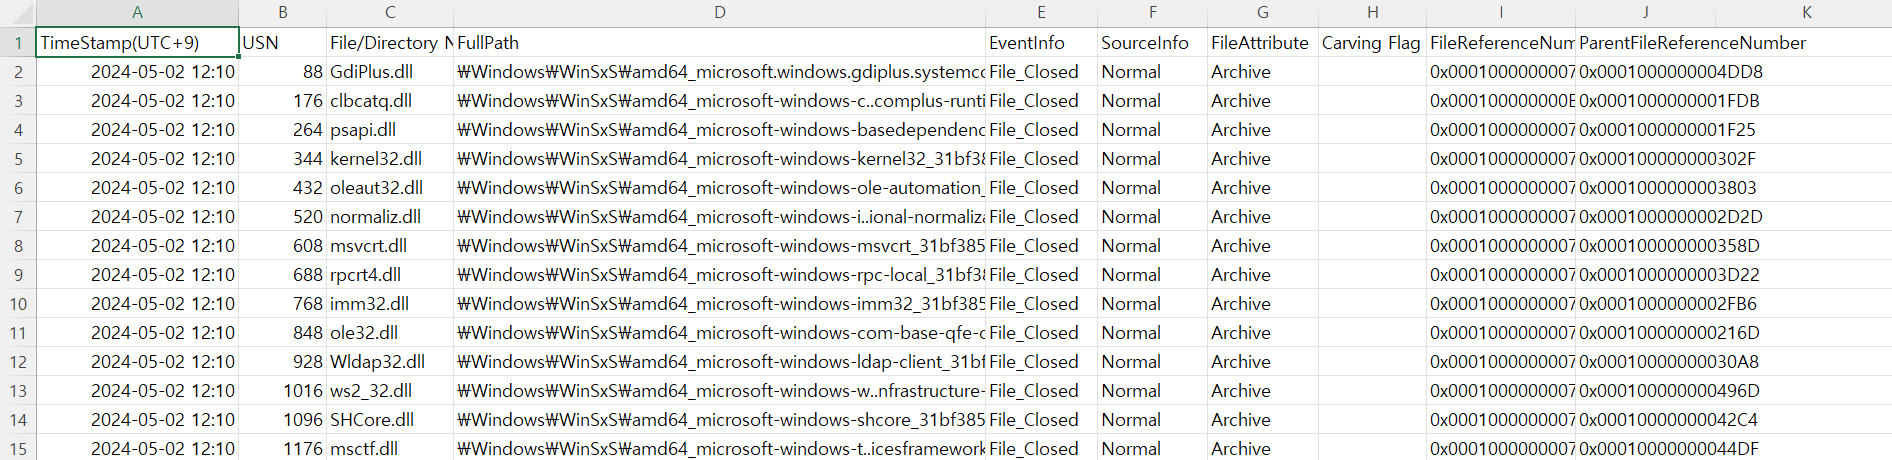 A B C D E F G H I J K
1 TimeStamp(UTC+9) USN File/Directory N FullPath EventInfo SourceInfo FileAttribute Carving Flag FileReferenceNum ParentFileReferenceNumber
2 2024-05-02 12:10 88 GdiPlus.dll ₩Windows₩WinSxS₩amd64_microsoft.windows.gdiplus.systemco File_Closed Normal Archive 0x0001000000007 0x0001000000004DD8
3 2024-05-02 12:10 176 clbcatq.dll ₩Windows₩WinSxS₩amd64_microsoft-windows-c..complus-runti File_Closed Normal Archive 0x000100000000E 0x0001000000001FDB
4 2024-05-02 12:10 264 psapi.dll ₩Windows₩WinSxS₩amd64_microsoft-windows-basedependenc File_Closed Normal Archive 0x0001000000007 0x0001000000001F25
5 2024-05-02 12:10 344 kernel32.dll ₩Windows₩WinSxS₩amd64_microsoft-windows-kernel32_31bf38 File_Closed Normal Archive 0x0001000000007 0x000100000000302F
6 2024-05-02 12:10 432 oleaut32.dll ₩Windows₩WinSxS₩amd64_microsoft-windows-ole-automation_ File_Closed Normal Archive 0x0001000000007 0x0001000000003803
7 2024-05-02 12:10 520 normaliz.dll ₩Windows₩WinSxS₩amd64_microsoft-windows-i..ional-normaliza File_Closed Normal Archive 0x0001000000007 0x0001000000002D2D
8 2024-05-02 12:10 608 msvcrt.dll ₩Windows₩WinSxS₩amd64_microsoft-windows-msvcrt_31bf385 File_Closed Normal Archive 0x0001000000007 0x000100000000358D
9 2024-05-02 12:10 688 rpcrt4.dll ₩Windows₩WinSxS₩amd64_microsoft-windows-rpc-local_31bf38 File_Closed Normal Archive 0x0001000000007 0x0001000000003D22
10 2024-05-02 12:10 768 imm32.dll ₩Windows₩WinSxS₩amd64_microsoft-windows-imm32_31bf385 File_Closed Normal Archive 0x0001000000007 0x0001000000002FB6
11 2024-05-02 12:10 848 ole32.dll ₩Windows₩WinSxS₩amd64_microsoft-windows-com-base-qfe-o File_Closed Normal Archive 0x0001000000007 0x000100000000216D
12 2024-05-02 12:10 928 Wldap32.dll ₩Windows₩WinSxS₩amd64_microsoft-windows-ldap-client_31bf File_Closed Normal Archive 0x0001000000007 0x00010000000030A8
13 2024-05-02 12:10 1016 ws2_32.dll ₩Windows₩WinSxS₩amd64_microsoft-windows-w..nfrastructure- File_Closed Normal Archive 0x0001000000007 0x000100000000496D
14 2024-05-02 12:10 1096 SHCore.dll ₩Windows₩WinSxS₩amd64_microsoft-windows-shcore_31bf385 File_Closed Normal Archive 0x0001000000007 0x00010000000042C4
15 2024-05-02 12:10 1176 msctf.dll ₩Windows₩WinSxS₩amd64_microsoft-windows-t..icesframework File_Closed Normal Archive 0x0001000000007 0x00010000000044DF